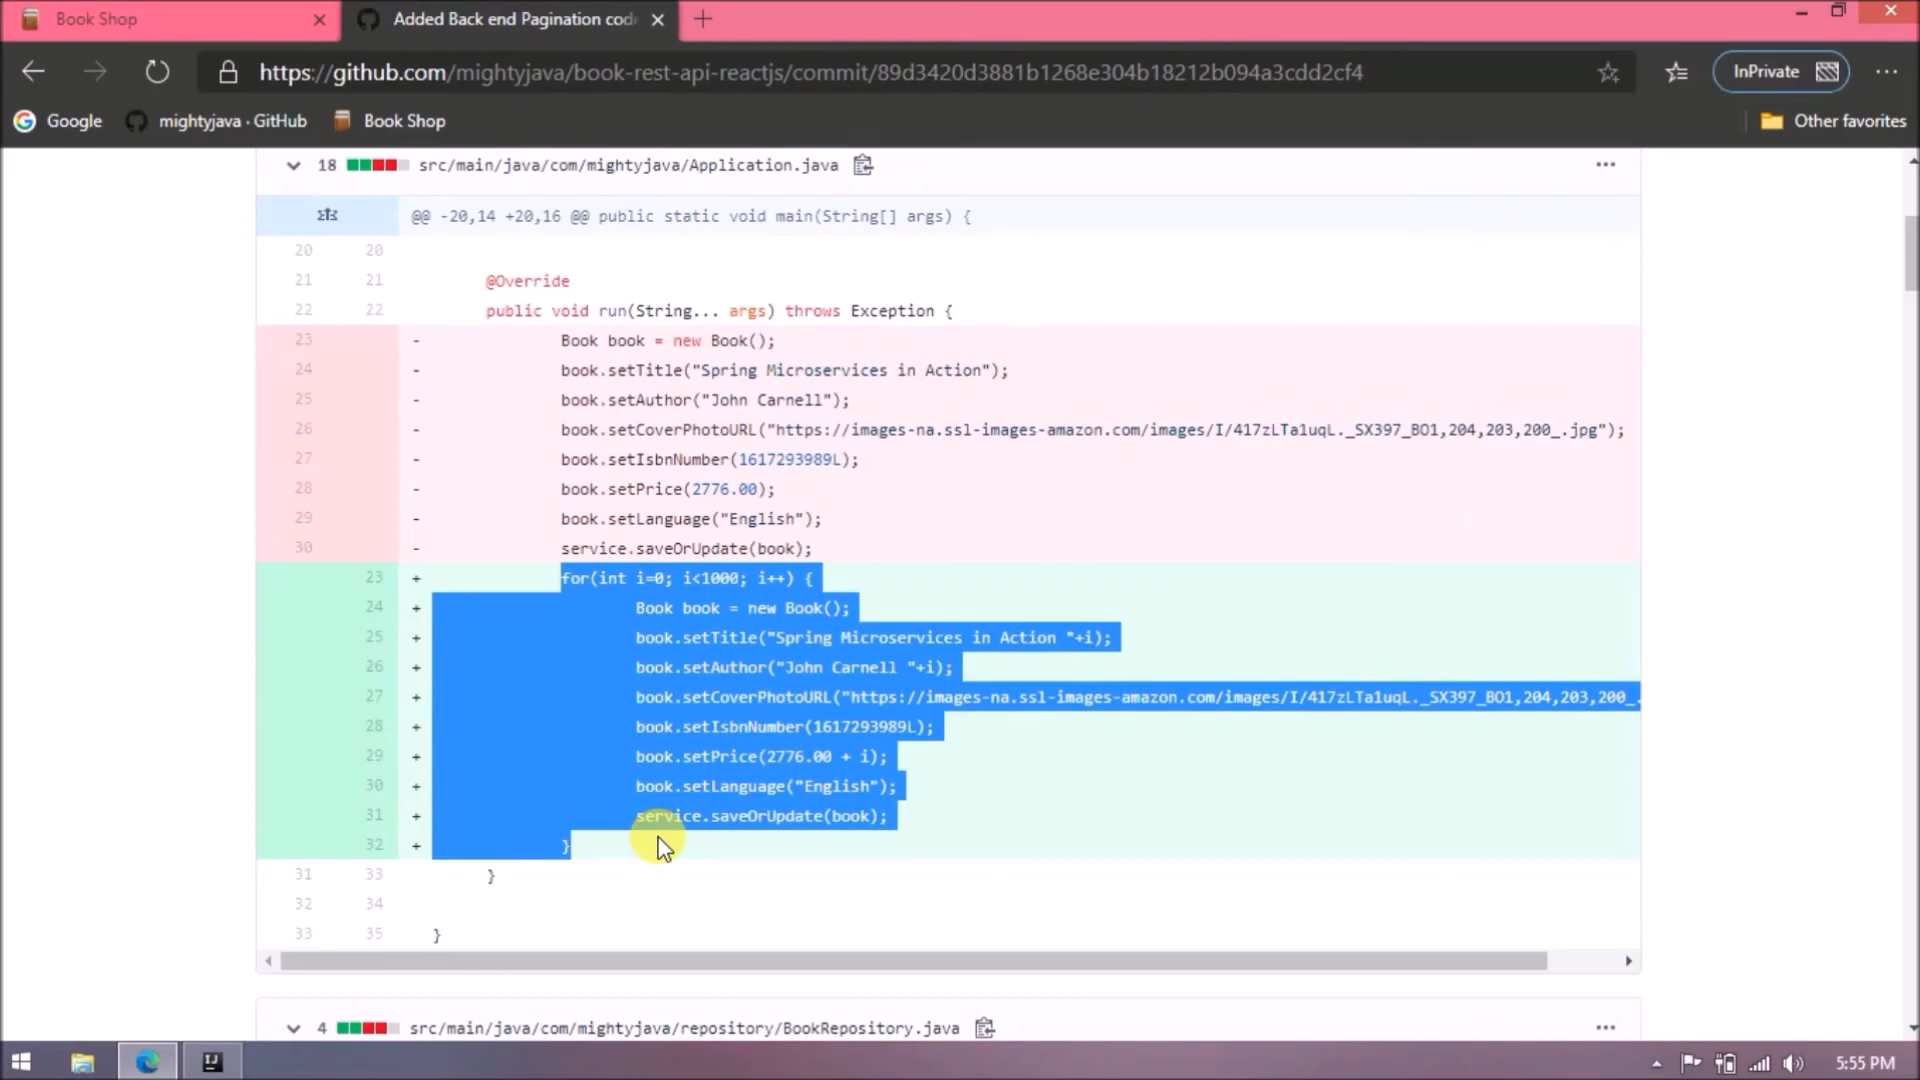 Book Shop
Added Back end Pagination cod
https://github.com/mightyjava/book-rest-api-reactjs/commit/89d3420d3881b1268e304b18212b094a3cdd2cf4
InPrivate
Google
mightyjava · GitHub
Book Shop
Other favorites
18 src/main/java/com/mightyjava/Application.java
@@ -20,14 +20,16 @@ public static void main(String[] args) {
20 20
21 21 @Override
22 22 public void run(String... args) throws Exception {
23 - Book book = new Book();
24 - book.setTitle("Spring Microservices in Action");
25 - book.setAuthor("John Carnell");
26 - book.setCoverPhotoURL("https://images-na.ssl-images-amazon.com/images/I/417zLTa1uqL._SX397_BO1,204,203,200_.jpg");
27 - book.setIsbnNumber(1617293989L);
28 - book.setPrice(2776.00);
29 - book.setLanguage("English");
30 - service.saveOrUpdate(book);
23 + for(int i=0; i<1000; i++) {
24 + Book book = new Book();
25 + book.setTitle("Spring Microservices in Action "+i);
26 + book.setAuthor("John Carnell "+i);
27 + book.setCoverPhotoURL("https://images-na.ssl-images-amazon.com/images/I/417zLTa1uqL._SX397_BO1,204,203,200_.
28 + book.setIsbnNumber(1617293989L);
29 + book.setPrice(2776.00 + i);
30 + book.setLanguage("English");
31 + service.saveOrUpdate(book);
32 + }
31 33 }
32 34
33 35 }
4 src/main/java/com/mightyjava/repository/BookRepository.java
5:55 PM